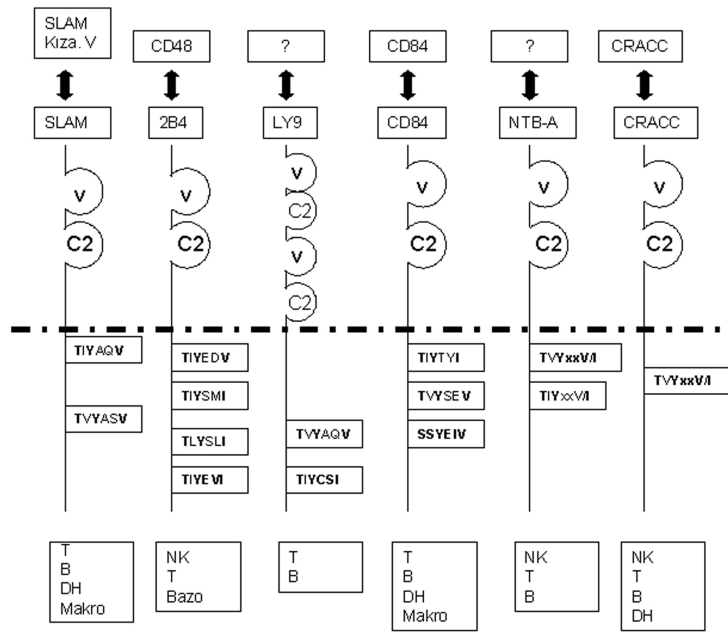 SLAM
Kıza. V
CD48
?
CD84
?
CRACC
SLAM
2B4
LY9
CD84
NTB-A
CRACC
V
C2
V
C2
V
C2
V
C2
V
C2
V
C2
V
C2
TIYAQV
TVYASV
TIYEDV
TIYSMI
TLYSLI
TIYEVI
TVYAQV
TIYCSI
TIYTYI
TVYSEV
SSYEIV
TVYxxV/I
TIYxxV/I
TVYxxV/I
T
B
DH
Makro
NK
T
Bazo
T
B
T
B
DH
Makro
NK
T
B
NK
T
B
DH